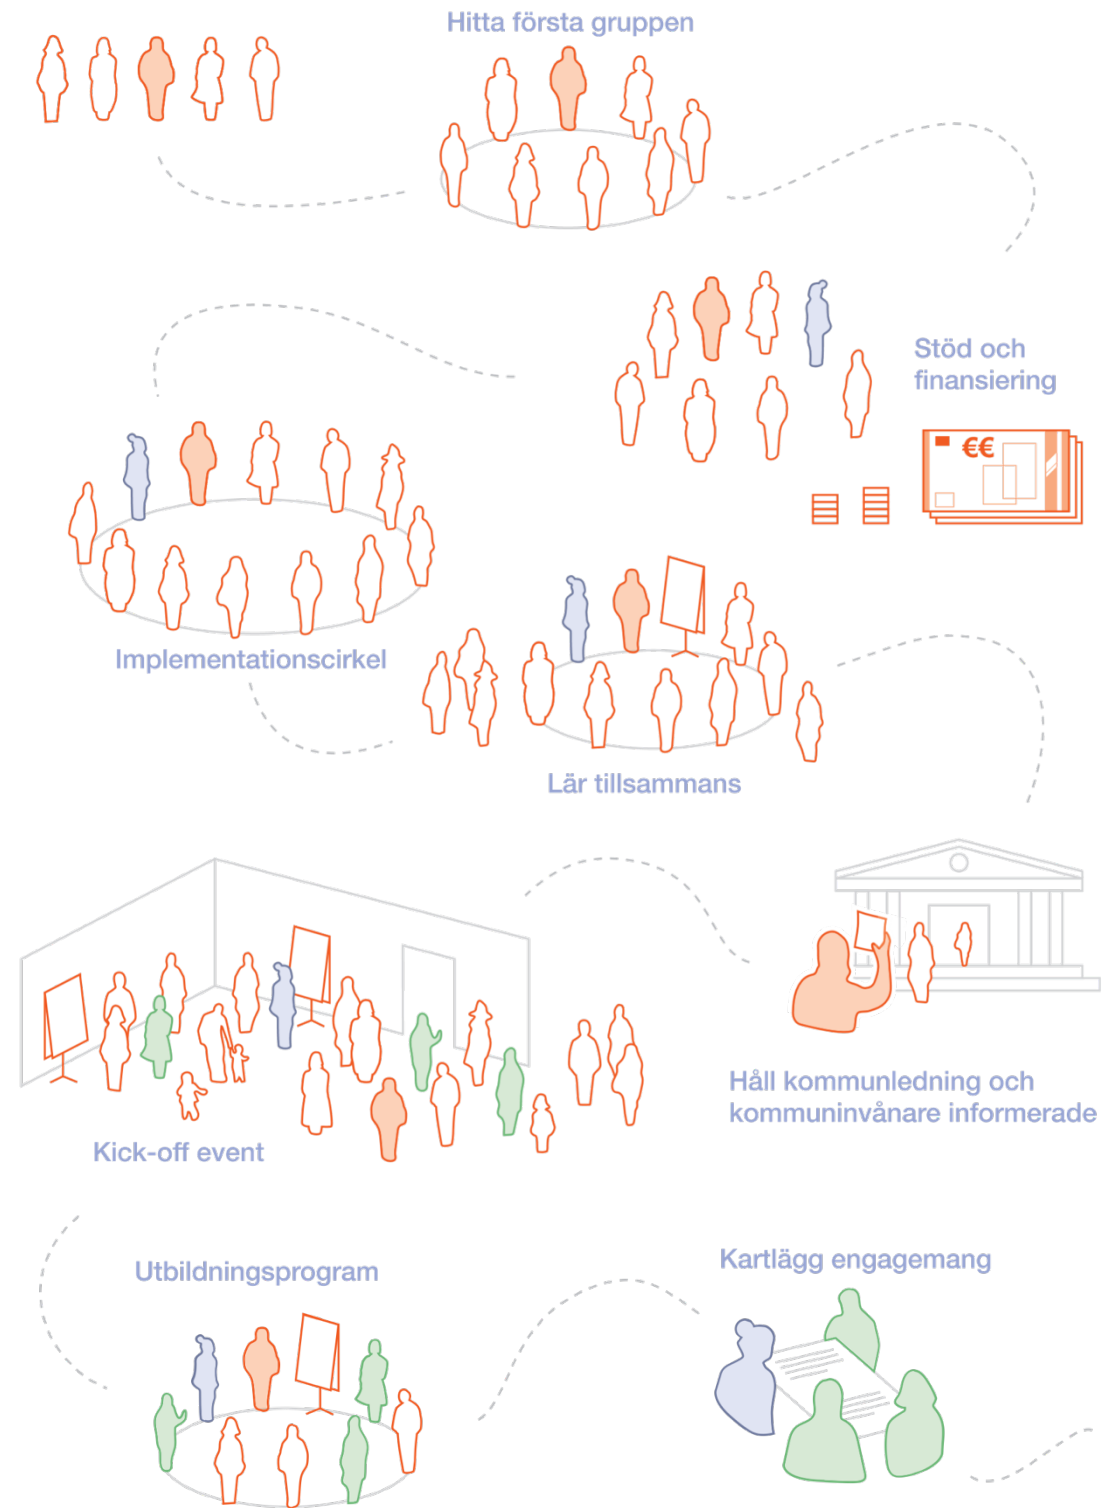 Hitta första gruppen
Stöd och
finansiering
€€
Implementationscirkel
Lär tillsammans
Håll kommunledning och
kommuninvånare informerade
Kick-off event
Utbildningsprogram
Kartlägg engagemang